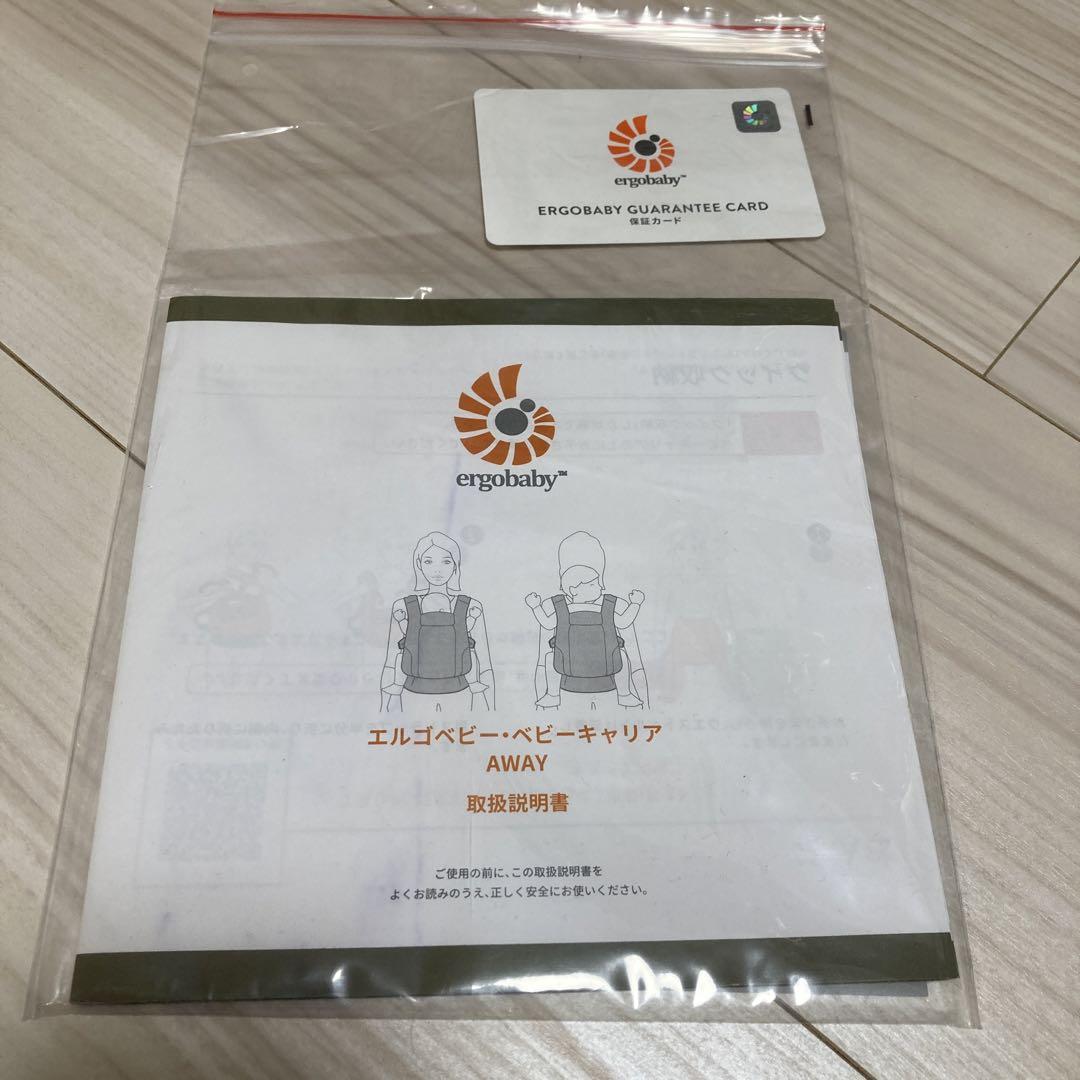 ergobaby™
ERGOBABY GUARANTEE CARD
保証カード
ergobaby™
エルゴベビー・ベビーキャリア
AWAY
取扱説明書
ご使用の前に、この取扱説明書を
よくお読みのうえ、正しく安全にお使いください。